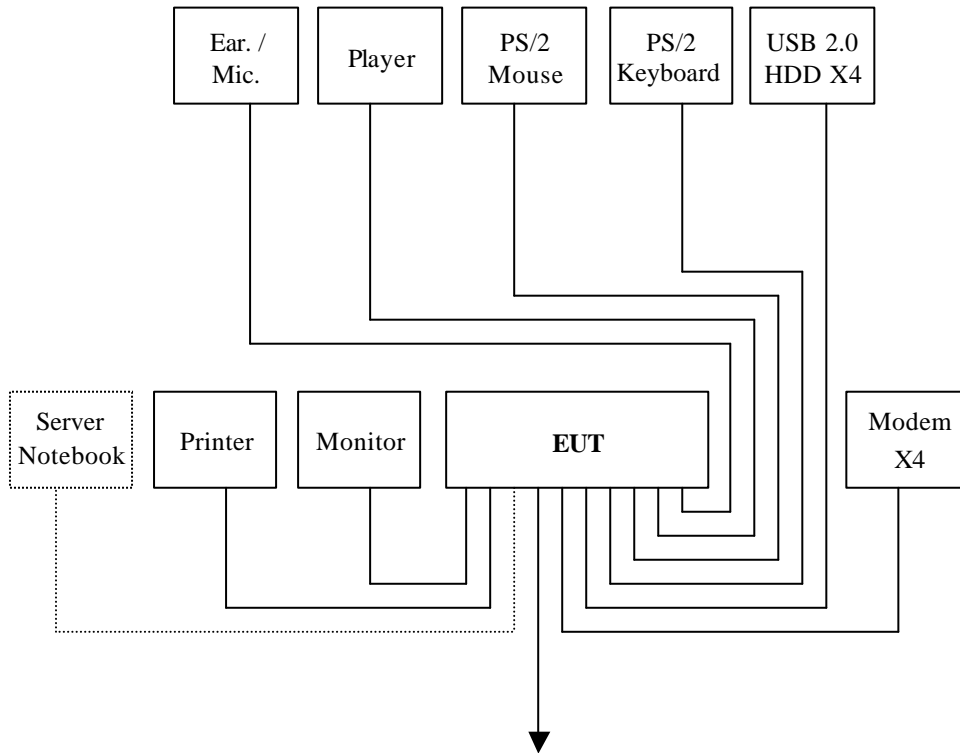 Ear. /
Mic.
Player
PS/2
Mouse
PS/2
Keyboard
USB 2.0
HDD X4
Server
Notebook
Printer
Monitor
EUT
Modem
X4